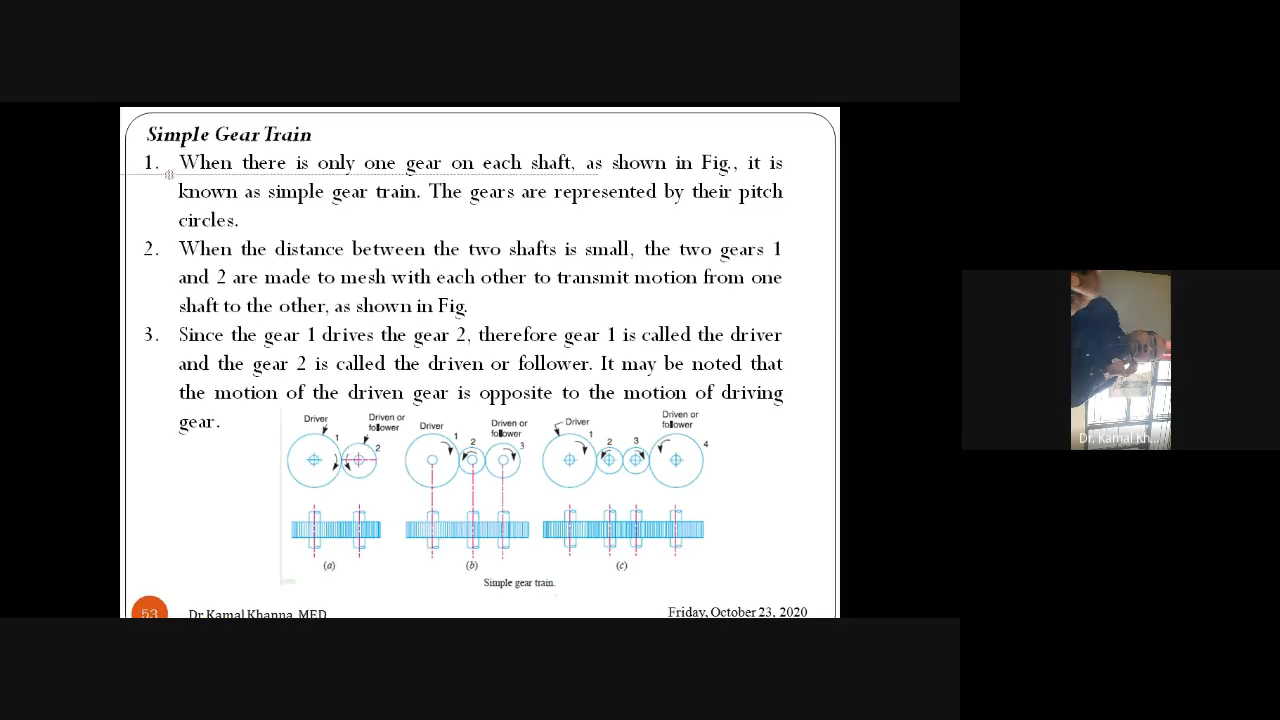 Simple Gear Train
1. When there is only one gear on each shaft, as shown in Fig., it is
known as simple gear train. The gears are represented by their pitch
circles.
2. When the distance between the two shafts is small, the two gears 1
and 2 are made to mesh with each other to transmit motion from one
shaft to the other, as shown in Fig.
3. Since the gear 1 drives the gear 2, therefore gear 1 is called the driver
and the gear 2 is called the driven or follower. It may be noted that
the motion of the driven gear is opposite to the motion of driving
gear.
Driver
Driven or
follower
1
2
(a)
Driver
Driven or
follower
1
2
3
(b)
Driver
Driven or
follower
1
2
3
4
(c)
Simple gear train.
53
Dr Kamal Khanna, MED
Friday, October 23, 2020
Dr. Kamal Kh...